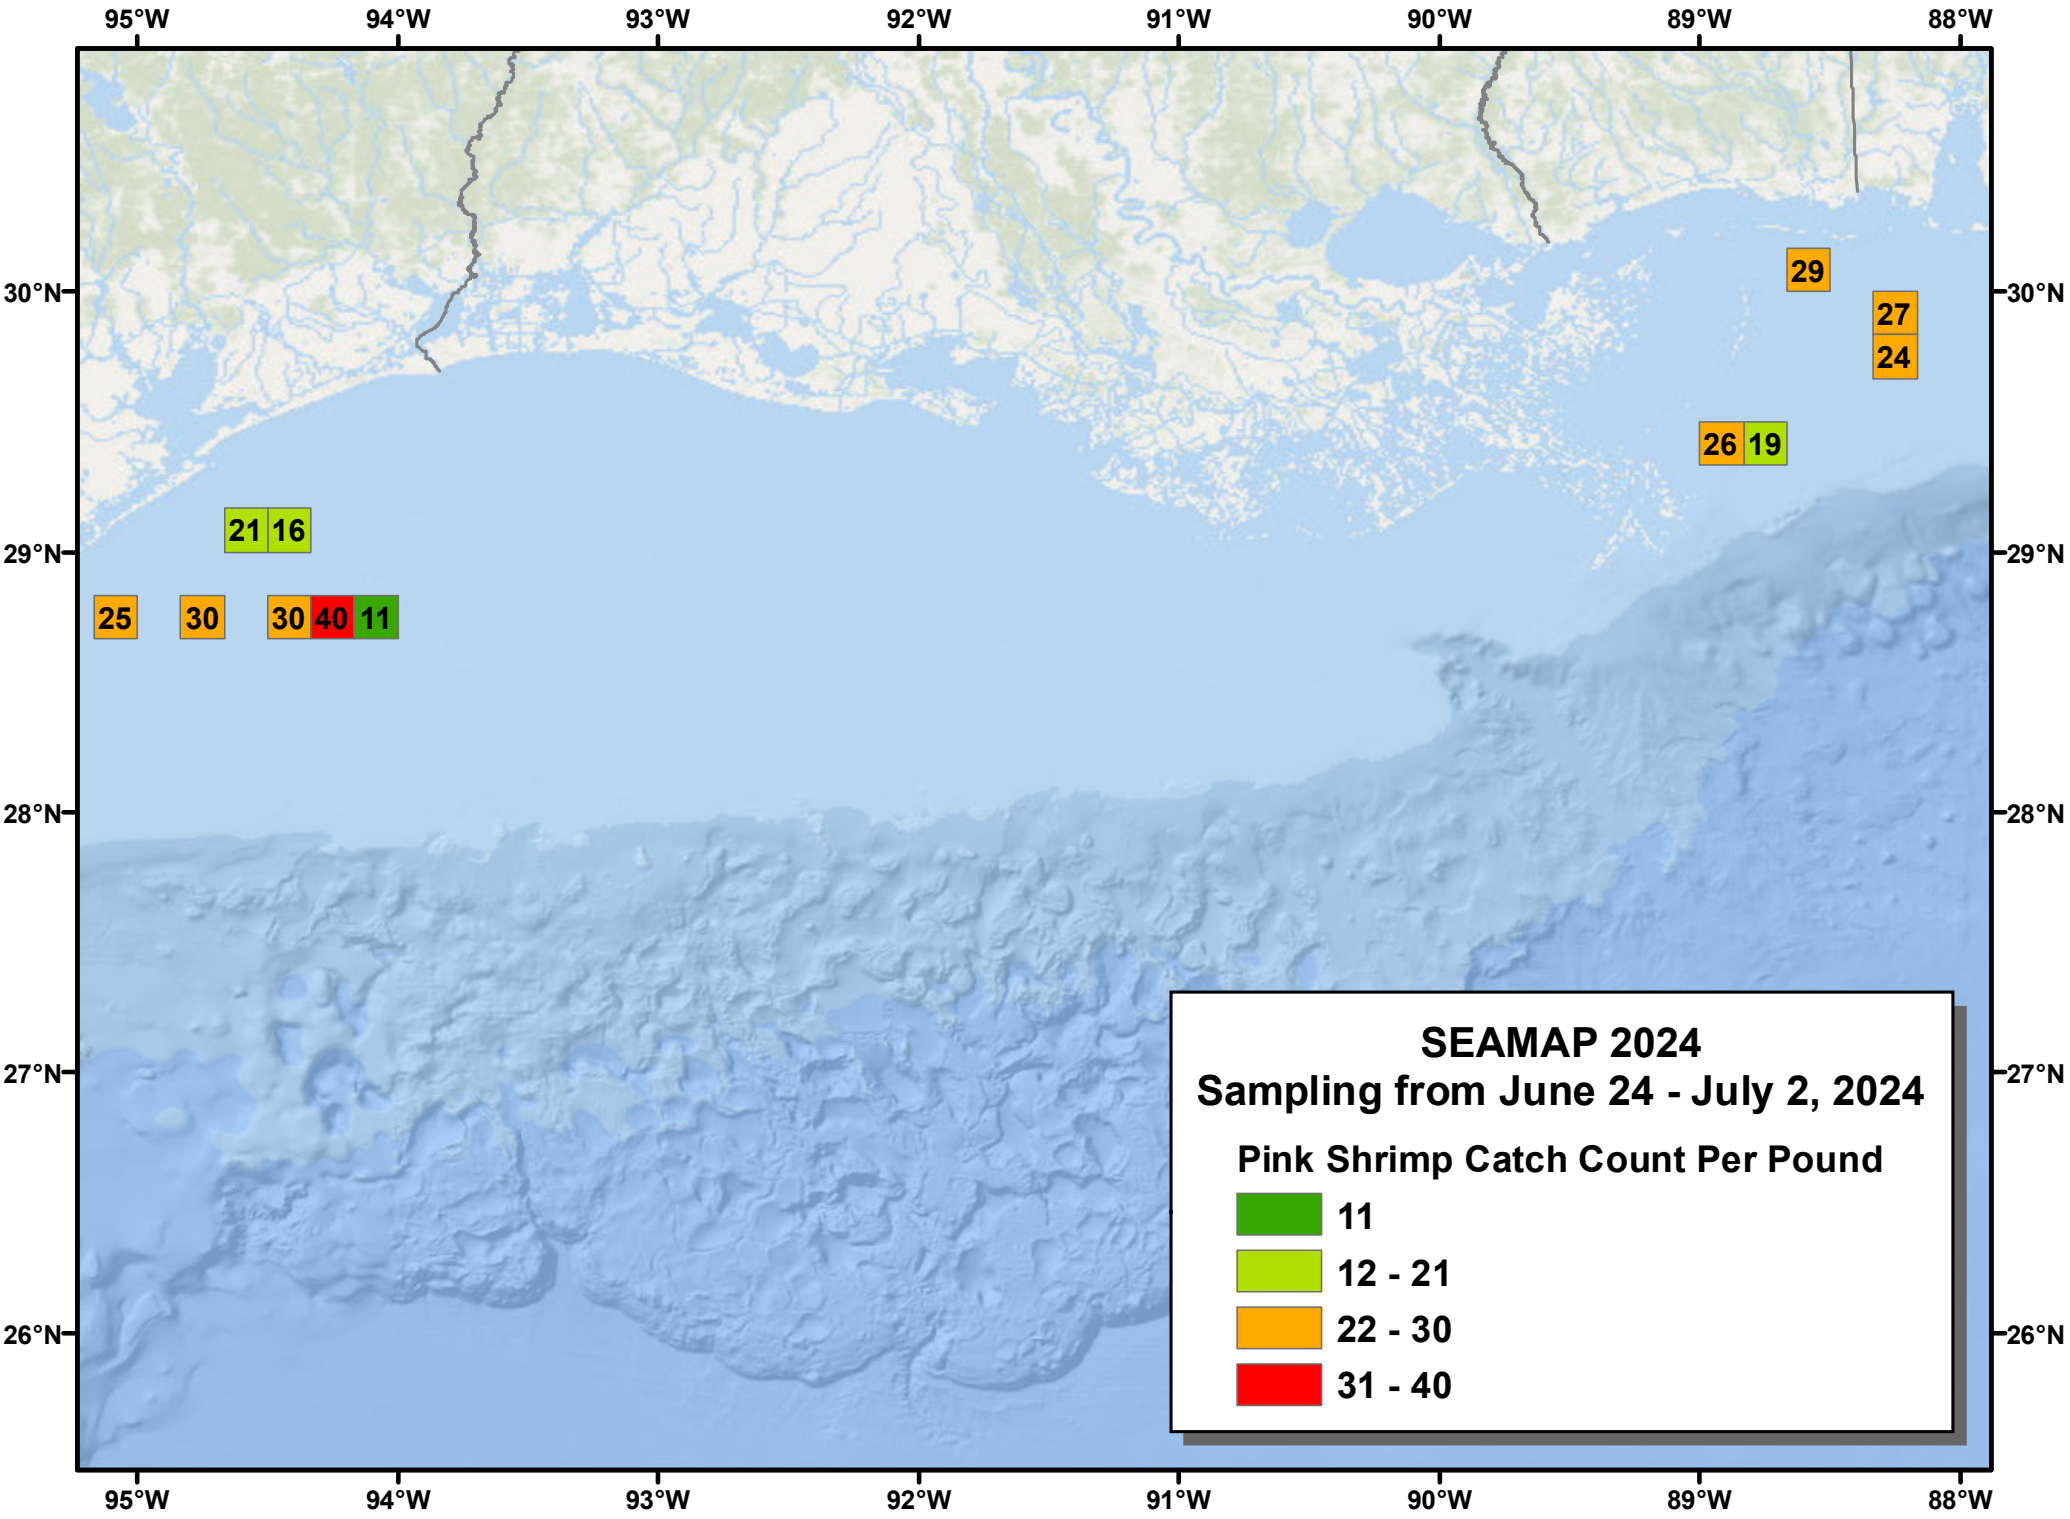 95°W 94°W 93°W 92°W 91°W 90°W 89°W 88°W
29
30°N 30°N
27
24
26 19
21 16
29°N 29°N
25 30 30 40 11
28°N 28°N
SEAMAP 2024
27°N 27°N
Sampling from June 24 - July 2, 2024
Pink Shrimp Catch Count Per Pound
11
12 - 21
22 - 30
26°N 26°N
31 - 40
95°W 94°W 93°W 92°W 91°W 90°W 89°W 88°W